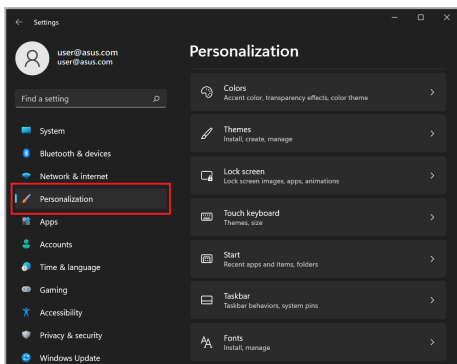 Settings
user@asus.com
user@asus.com
Find a setting
System
Bluetooth & devices
Network & internet
Personalization
Apps
Accounts
Time & language
Gaming
Accessibility
Privacy & security
Windows Update
Personalization
Colors
Accent color, transparency effects, color theme
Themes
Install, create, manage
Lock screen
Lock screen images, apps, animations
Touch keyboard
Themes, size
Start
Recent apps and items, folders
Taskbar
Taskbar behaviors, system pins
Fonts
Install, manage